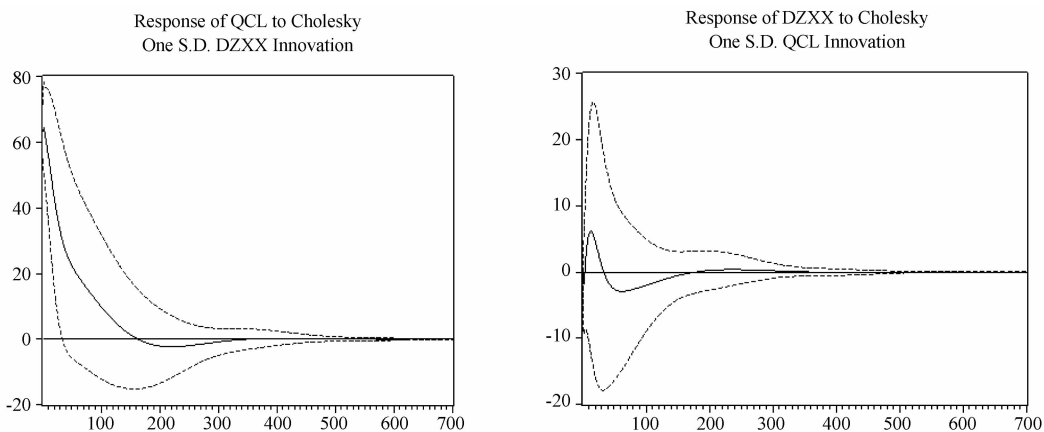 Response of QCL to Cholesky
One S.D. DZXX Innovation
80
60
40
20
0
-20
100 200 300 400 500 600 700
Response of DZXX to Cholesky
One S.D. QCL Innovation
30
20
10
0
-10
-20
100 200 300 400 500 600 700